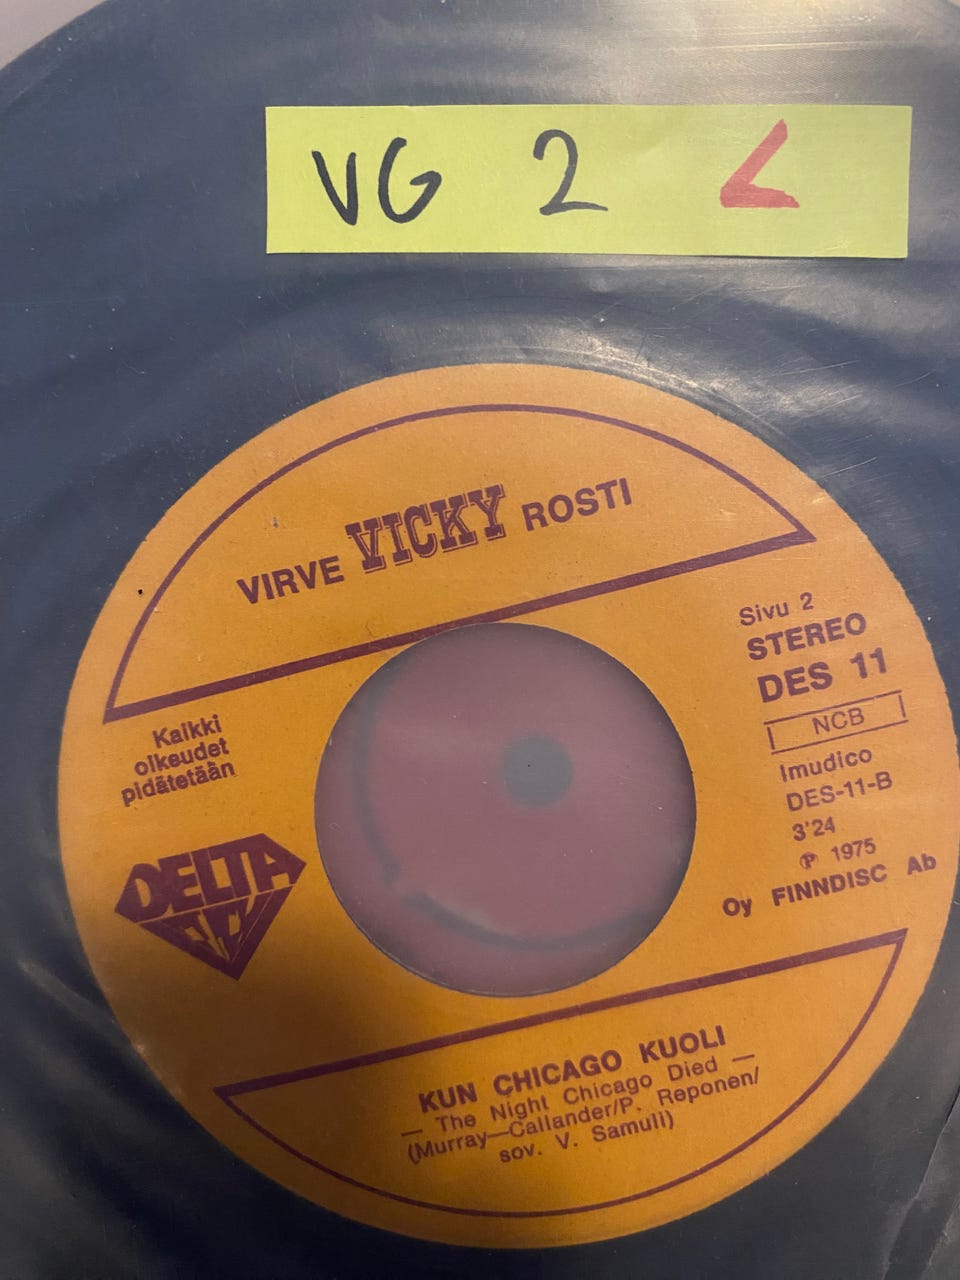 VG 2 <
VIRVE VICKY ROSTI
Sivu 2
STEREO
DES 11
NCB
Imudico
DES-11-B
3'24
℗ 1975
Oy FINNDISC Ab
Kaikki
oikeudet
pidätetään
DELTA
KUN CHICAGO KUOLI
— The Night Chicago Died —
(Murray—Callander/P. Reponen/
sov. V. Samuli)